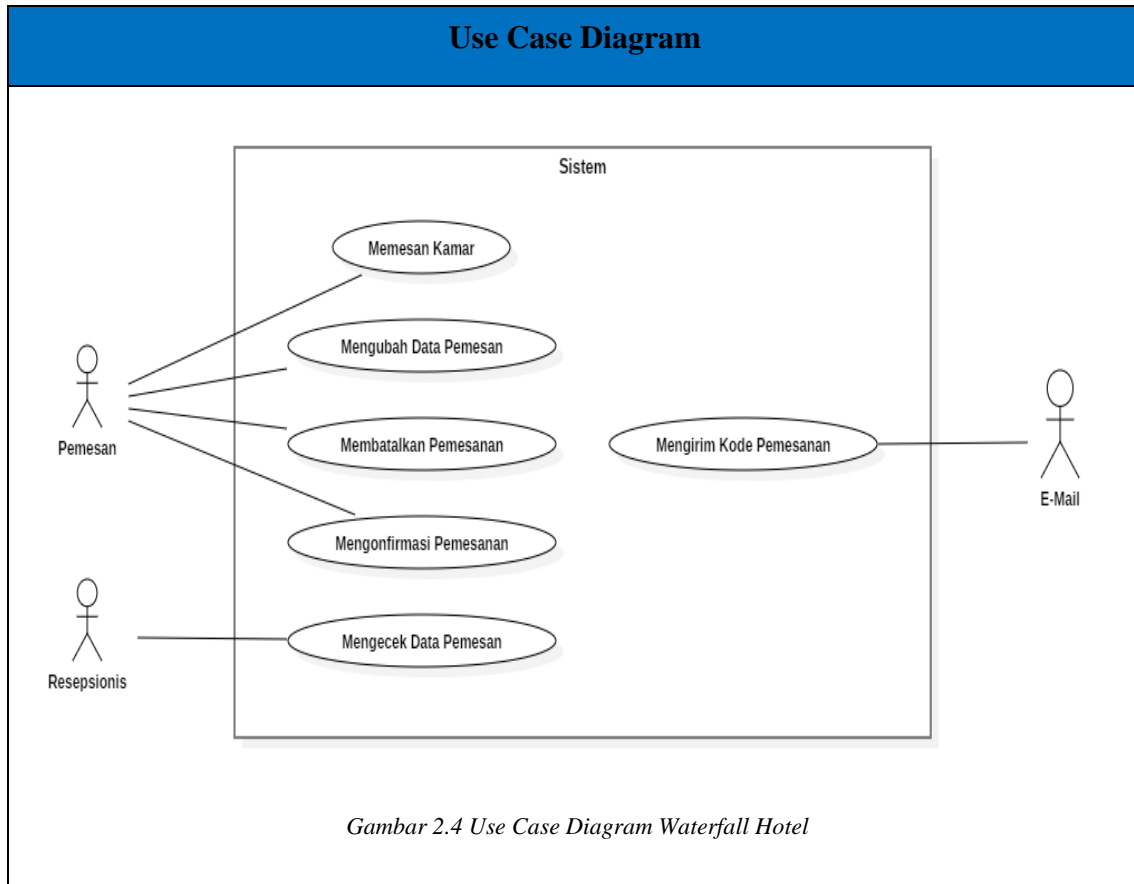 Use Case Diagram
Sistem
Memesan Kamar
Mengubah Data Pemesan
Pemesan
Membatalkan Pemesanan
Mengirim Kode Pemesanan
E-Mail
Mengonfirmasi Pemesanan
Resepsionis
Mengecek Data Pemesan
Gambar 2.4 Use Case Diagram Waterfall Hotel